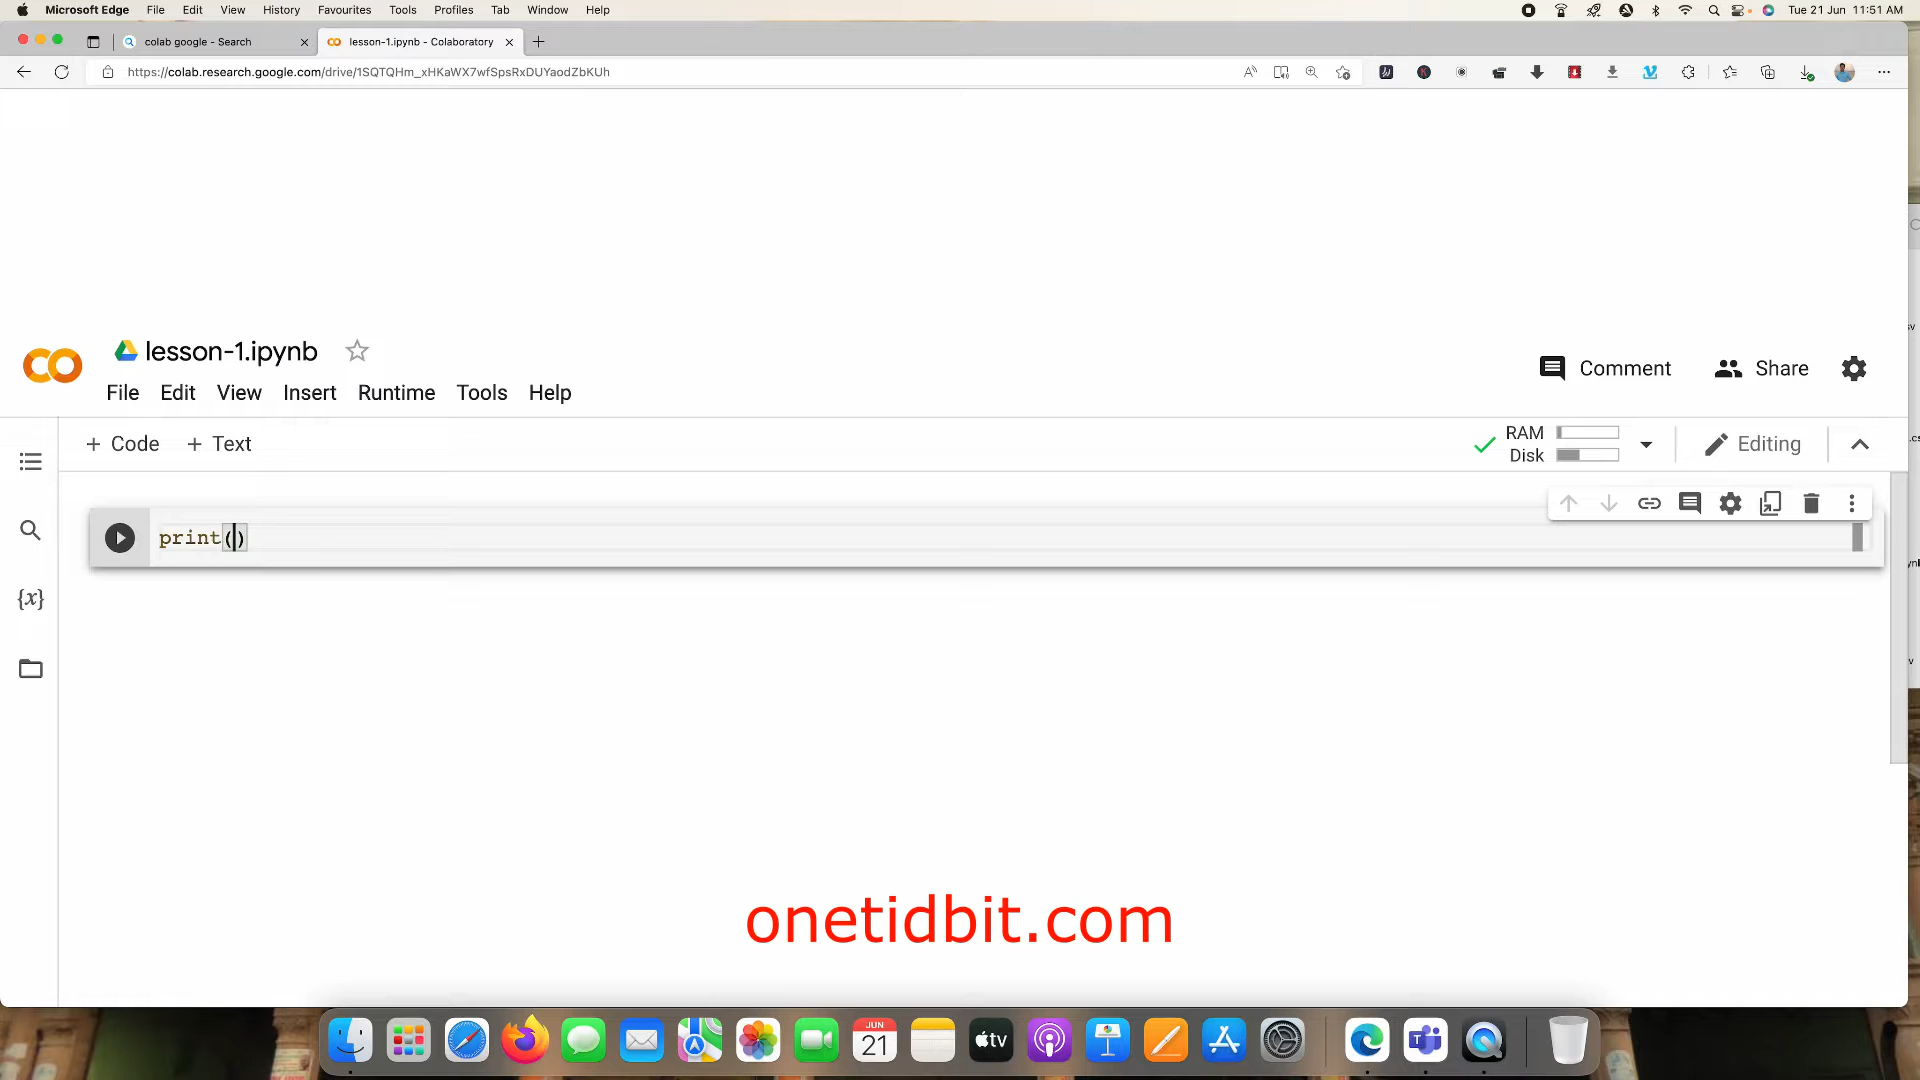 Microsoft Edge File Edit View History Favourites Tools Profiles Tab Window Help Tue 21 Jun 11:51 AM
colab google - Search lesson-1.ipynb - Colaboratory
https://colab.research.google.com/drive/1SQTQHm_xHKaWX7wfSpsRxDUYaodZbKUh
lesson-1.ipynb
Comment Share
File Edit View Insert Runtime Tools Help
+ Code + Text RAM Disk Editing
print()
{x}
onetidbit.com
JUN
21
tv